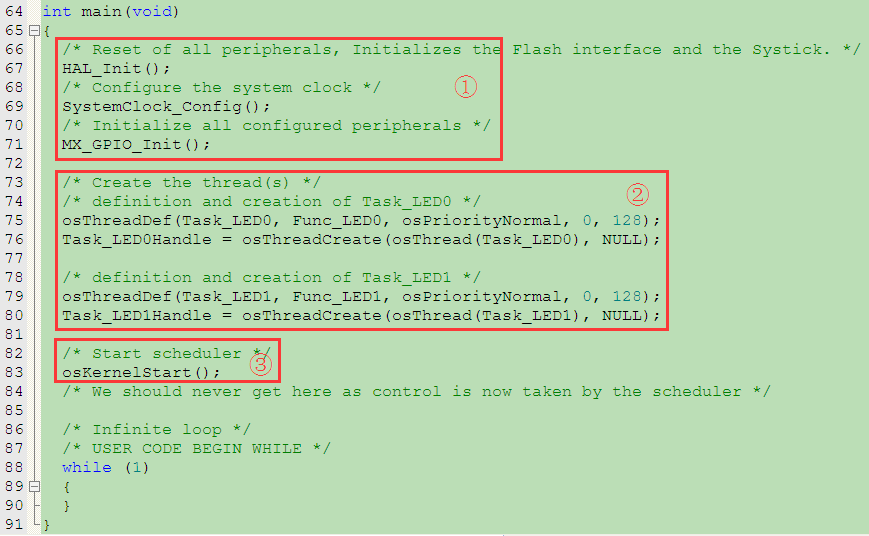 64 int main(void)
65 {
66 /* Reset of all peripherals, Initializes the Flash interface and the Systick. */
67 HAL_Init();
68 /* Configure the system clock */ ①
69 SystemClock_Config();
70 /* Initialize all configured peripherals */
71 MX_GPIO_Init();
72
73 /* Create the thread(s) */ ②
74 /* definition and creation of Task_LED0 */
75 osThreadDef(Task_LED0, Func_LED0, osPriorityNormal, 0, 128);
76 Task_LED0Handle = osThreadCreate(osThread(Task_LED0), NULL);
77
78 /* definition and creation of Task_LED1 */
79 osThreadDef(Task_LED1, Func_LED1, osPriorityNormal, 0, 128);
80 Task_LED1Handle = osThreadCreate(osThread(Task_LED1), NULL);
81
82 /* Start scheduler */ ③
83 osKernelStart();
84 /* We should never get here as control is now taken by the scheduler */
85
86 /* Infinite loop */
87 /* USER CODE BEGIN WHILE */
88 while (1)
89 {
90 }
91 }